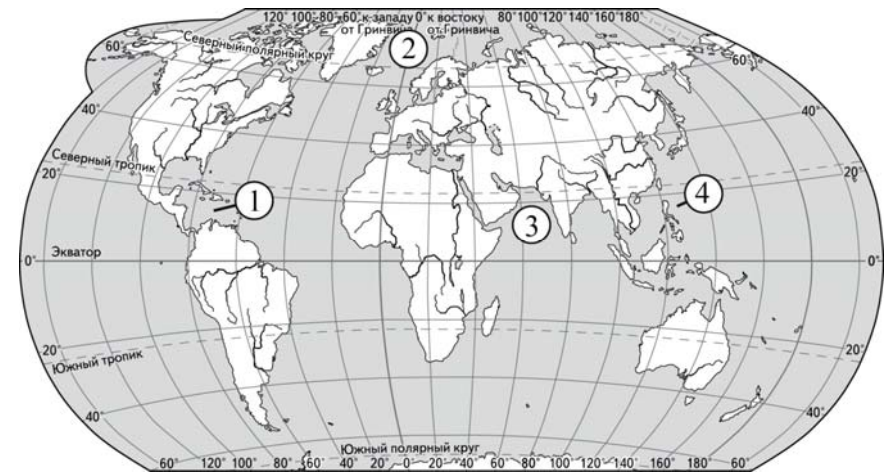 120° 100° 80° 60° к западу 0° к востоку 80° 100° 120° 140° 160° 180°
от Гринвича от Гринвича
2
Северный полярный круг
60° 60°
40° 40°
Северный тропик
20° 20°
1 4
3
Экватор
0° 0°
20° 20°
Южный тропик
40° 40°
Южный полярный круг
60° 120° 100° 80° 60 40° 20° 0° 20° 40° 60° 80° 100° 120° 140° 160° 180° 60°